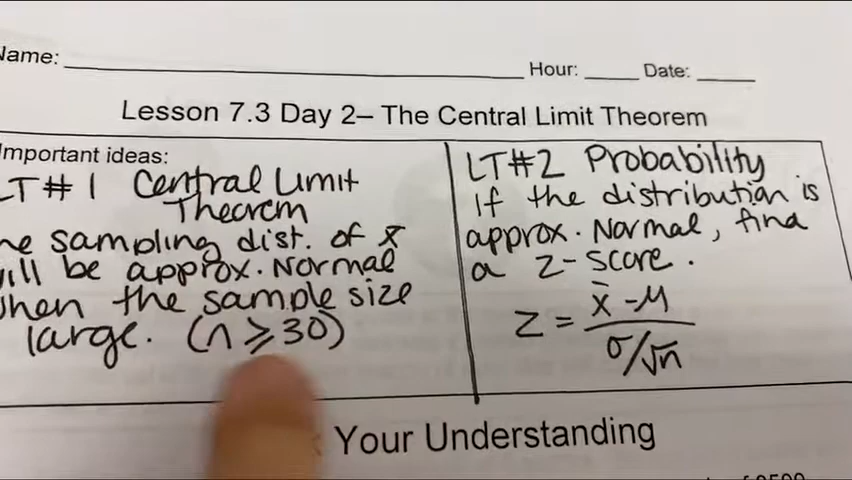 Name: Hour: Date:
Lesson 7.3 Day 2– The Central Limit Theorem
Important ideas:
LT#1 Central Limit
Theorem
The sampling dist. of x̄
will be approx. Normal
when the sample size
large. (n ≥ 30)
LT#2 Probability
If the distribution is
approx. Normal, find
a z-score.
z = x̄ - μ
σ/√n
Your Understanding